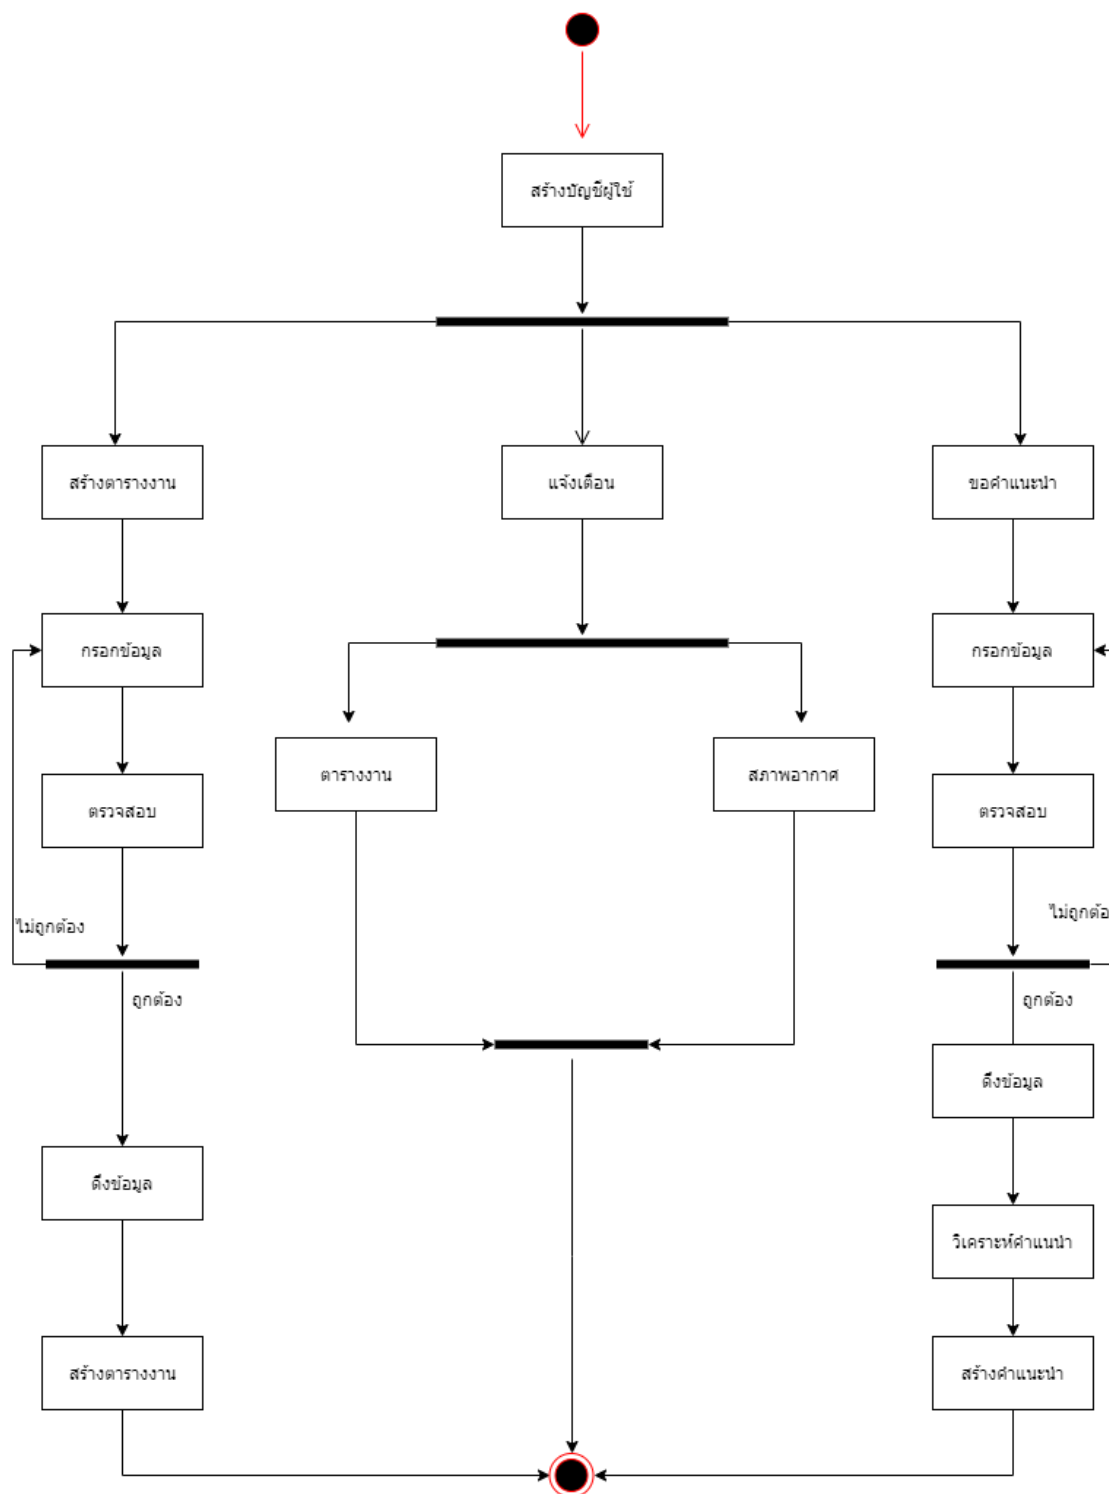 สร้างบัญชีผู้ใช้
สร้างตารางงาน
แจ้งเตือน
ขอคำแนะนำ
กรอกข้อมูล
กรอกข้อมูล
ตารางงาน
สภาพอากาศ
ตรวจสอบ
ตรวจสอบ
ไม่ถูกต้อง
ไม่ถูกต้อ
ถูกต้อง
ถูกต้อง
ดึงข้อมูล
ดึงข้อมูล
วิเคราะห์คำแนนำ
สร้างตารางงาน
สร้างคำแนะนำ